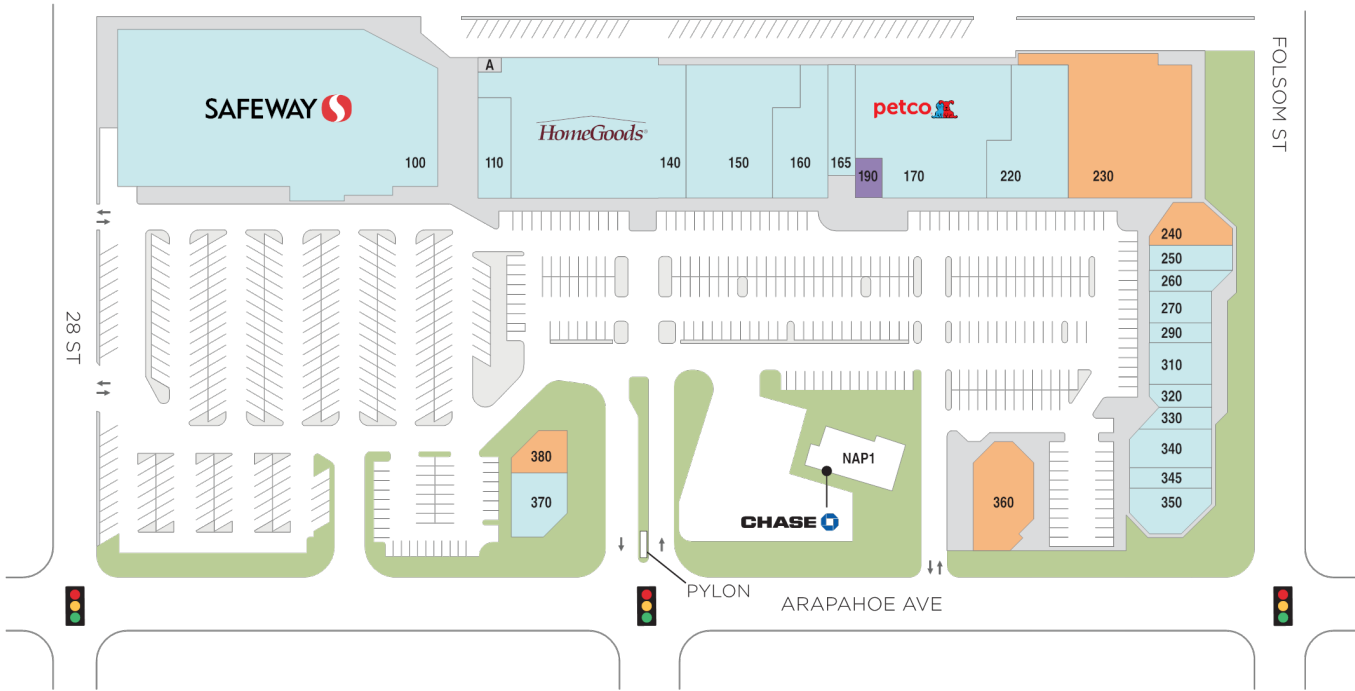 FOLSOM ST
A
SAFEWAY
HomeGoods
petco
100
110
140
150
160
165
190
170
220
230
240
250
260
270
290
28 ST
310
320
330
340
345
350
380
370
NAP1
360
CHASE
PYLON
ARAPAHOE AVE